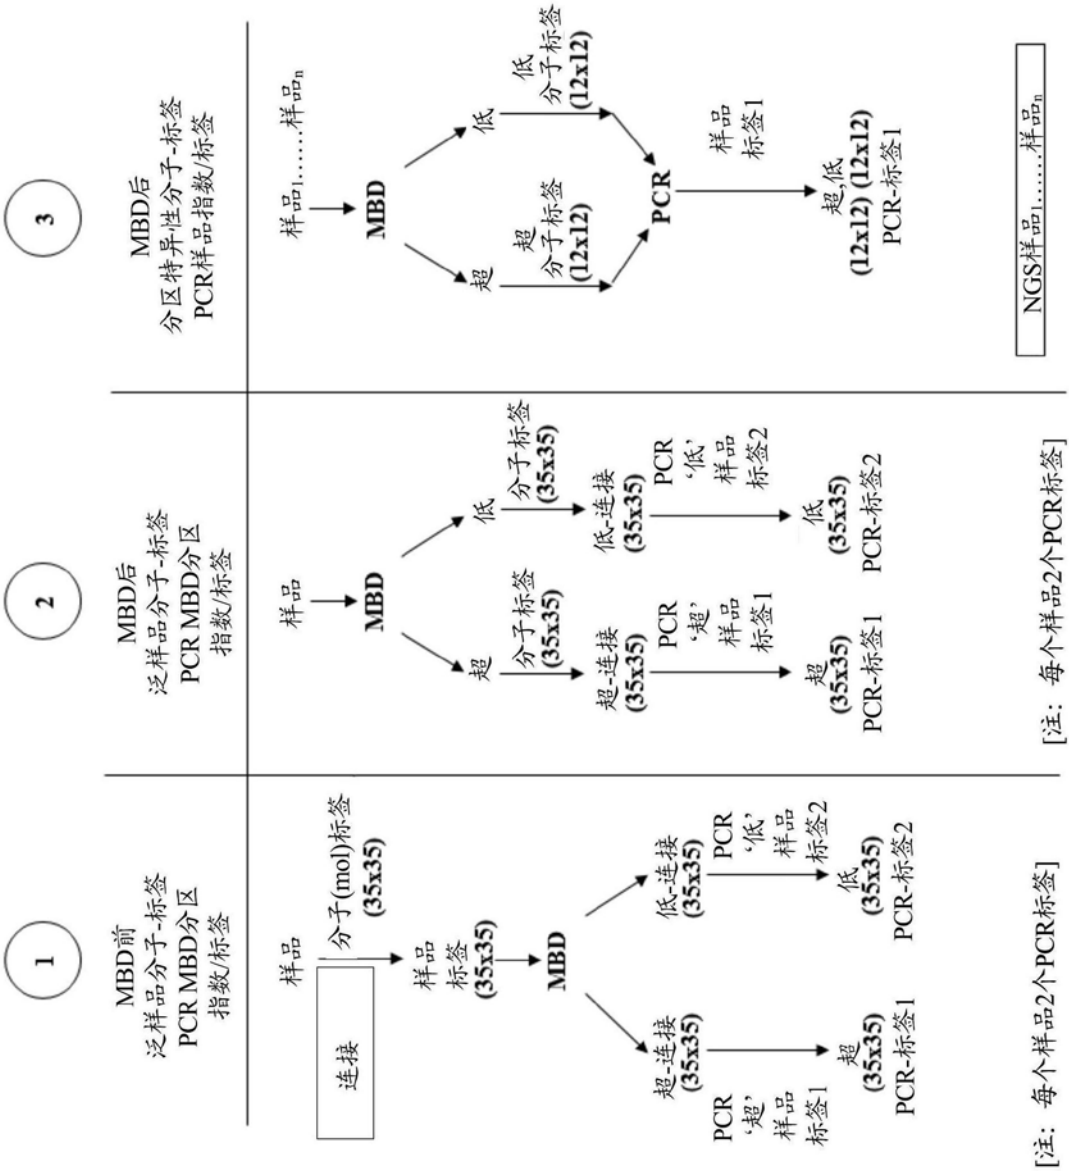 1
MBD前
泛样品分子-标签
PCR MBD分区
指数/标签
样品
连接
分子(mol)标签
(35x35)
样品
标签
(35x35)
MBD
超-连接
(35x35)
低-连接
(35x35)
PCR
‘超’
样品
标签1
PCR
‘低’
样品
标签2
超
(35x35)
PCR-标签1
低
(35x35)
PCR-标签2
[注: 每个样品2个PCR标签]
2
MBD后
泛样品分子-标签
PCR MBD分区
指数/标签
样品
MBD
超
低
分子标签
(35x35)
分子标签
(35x35)
超-连接
(35x35)
低-连接
(35x35)
PCR
‘超’
样品
标签1
PCR
‘低’
样品
标签2
超
(35x35)
PCR-标签1
低
(35x35)
PCR-标签2
[注: 每个样品2个PCR标签]
3
MBD后
分区特异性分子-标签
PCR样品指数/标签
样品1……样品n
MBD
超
低
超
分子标签
(12x12)
低
分子标签
(12x12)
PCR
样品
标签1
超,低
(12x12) (12x12)
PCR-标签1
NGS样品1……样品n